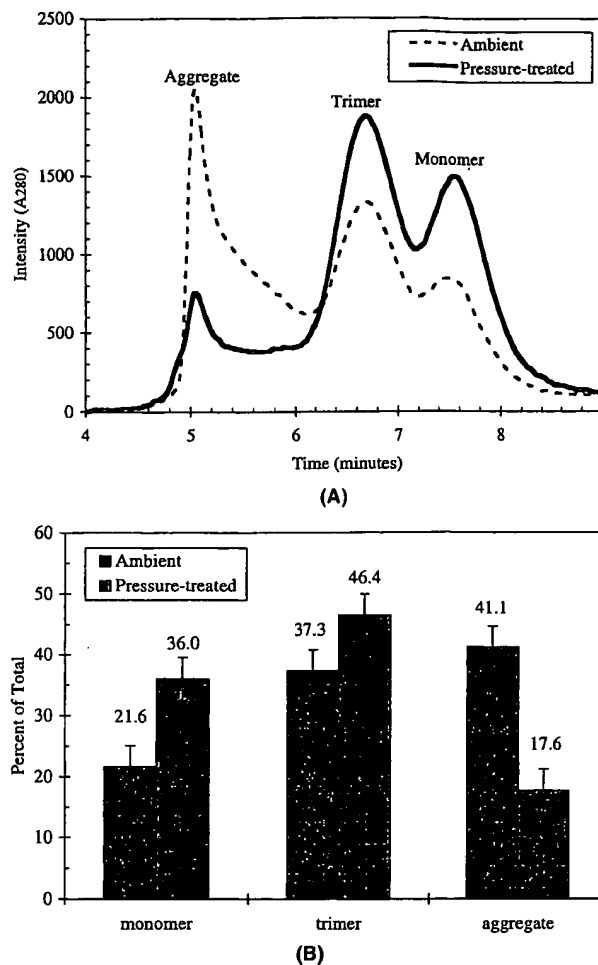 2500
2000
1500
1000
500
0
Intensity (A280)
Ambient
Pressure-treated
Aggregate
Trimer
Monomer
4 5 6 7 8
Time (minutes)
(A)
60
50
40
30
20
10
0
Percent of Total
Ambient
Pressure-treated
21.6
36.0
37.3
46.4
41.1
17.6
monomer trimer aggregate
(B)